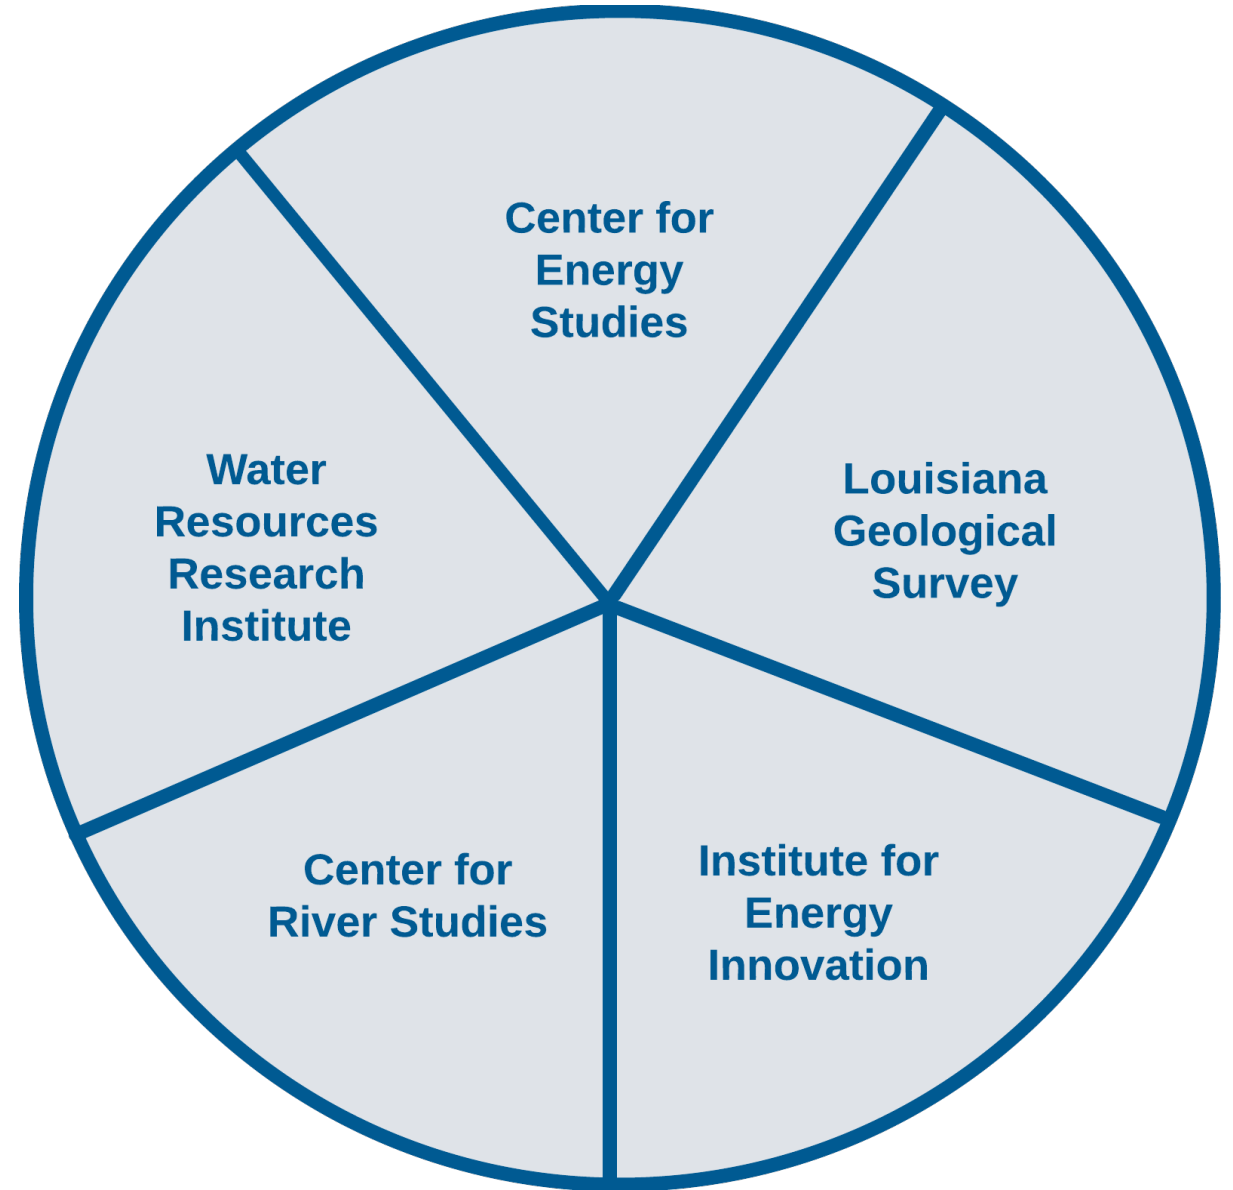 Center for
Energy
Studies
Louisiana
Geological
Survey
Institute for
Energy
Innovation
Center for
River Studies
Water
Resources
Research
Institute